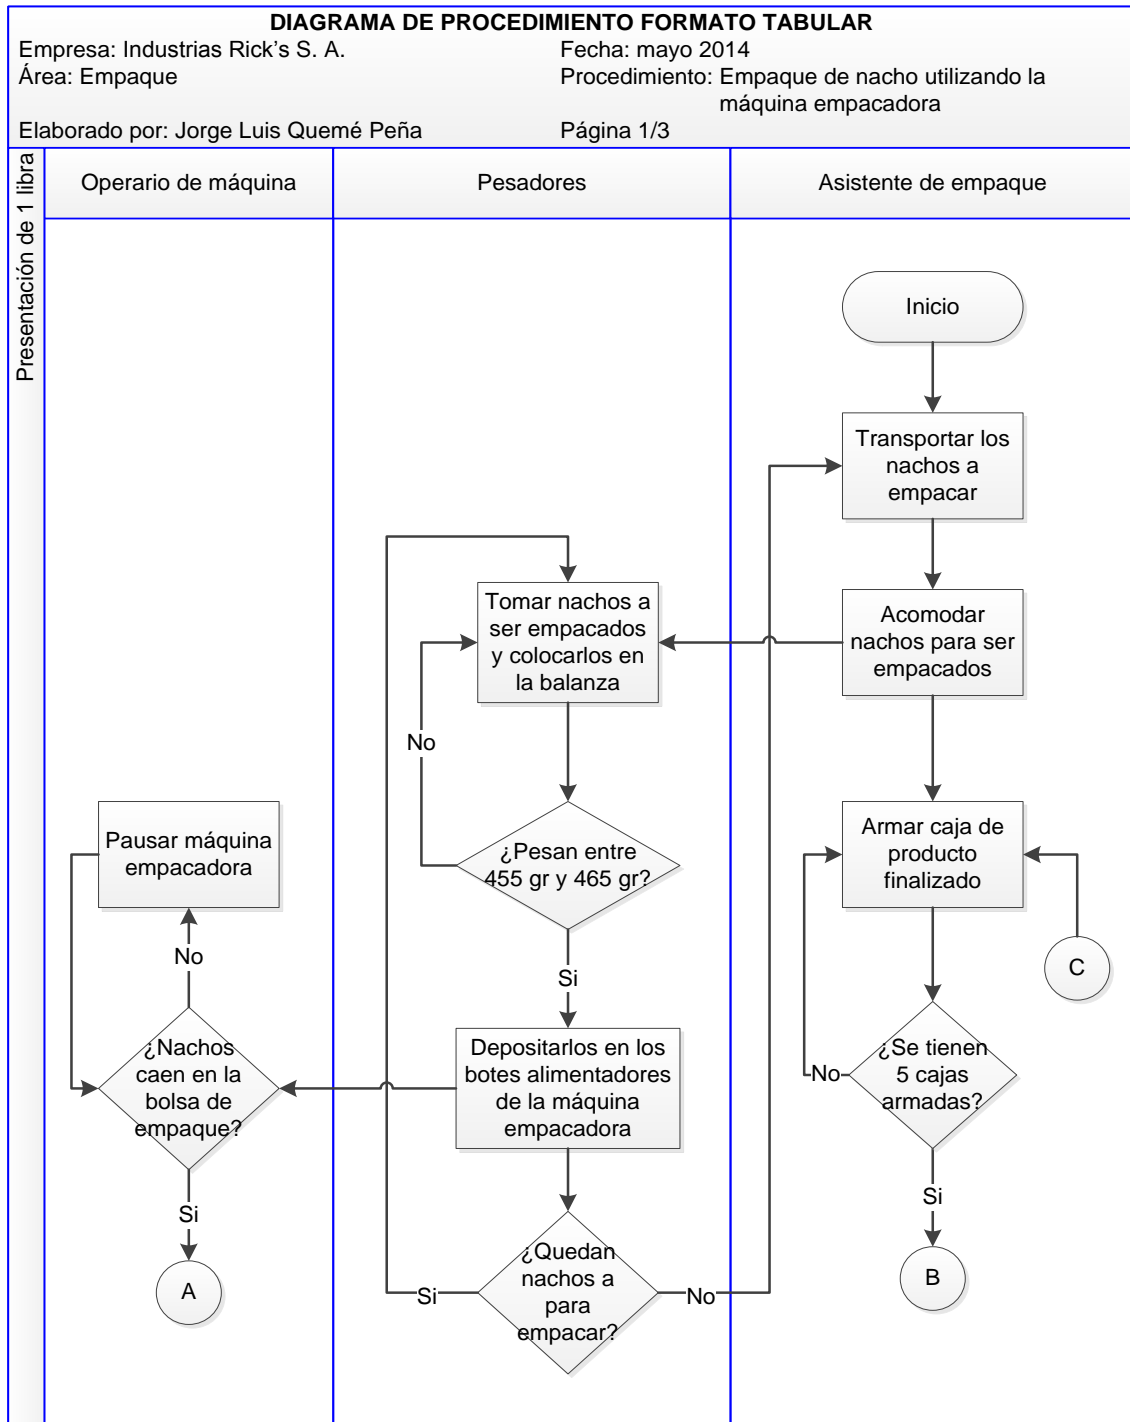 DIAGRAMA DE PROCEDIMIENTO FORMATO TABULAR
Empresa: Industrias Rick's S. A.
Fecha: mayo 2014
Área: Empaque
Procedimiento: Empaque de nacho utilizando la
máquina empacadora
Elaborado por: Jorge Luis Quemé Peña
Página 1/3
Presentación de 1 libra
Operario de máquina
Pesadores
Asistente de empaque
Inicio
Transportar los
nachos a
empacar
Tomar nachos a
ser empacados
y colocarlos en
la balanza
Acomodar
nachos para ser
empacados
No
Pausar máquina
empacadora
¿Pesan entre
455 gr y 465 gr?
Armar caja de
producto
finalizado
No
Si
C
¿Nachos
caen en la
bolsa de
empaque?
Depositarlos en los
botes alimentadores
de la máquina
empacadora
No
¿Se tienen
5 cajas
armadas?
Si
Si
A
Si
¿Quedan
nachos a
para
empacar?
No
B